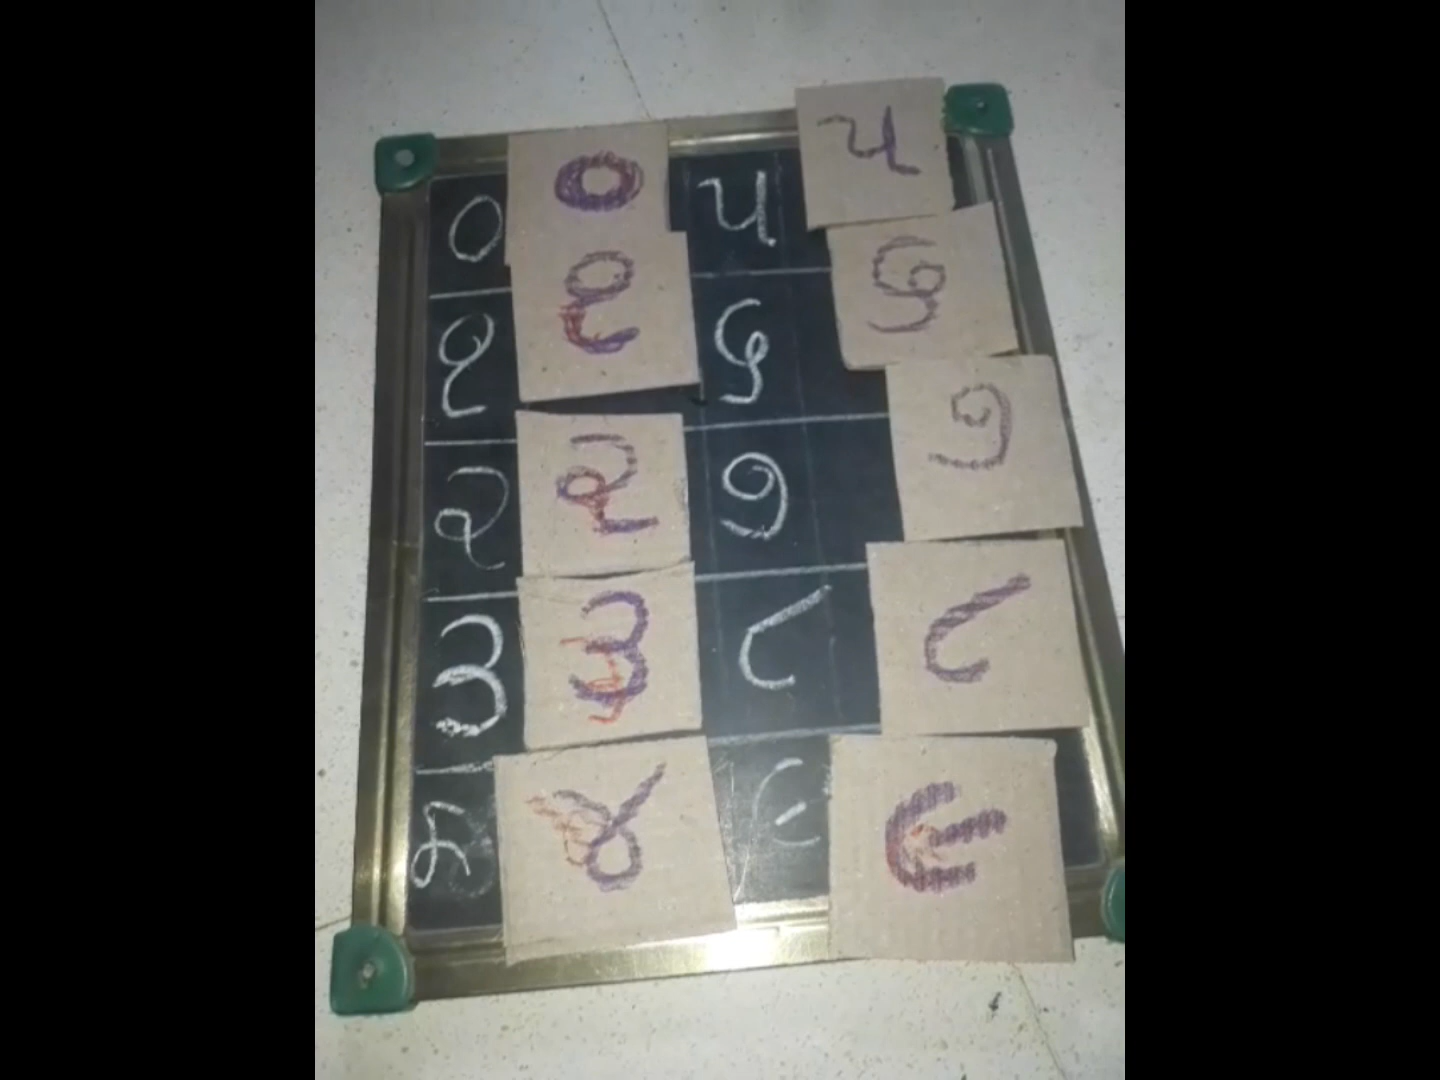 ૦ ૦ ૫ ૫
૧ ૧ ૬ ૬
૨ ૨ ૭ ૭
૩ ૩ ૮ ૮
૪ ૪ ૯ ૯